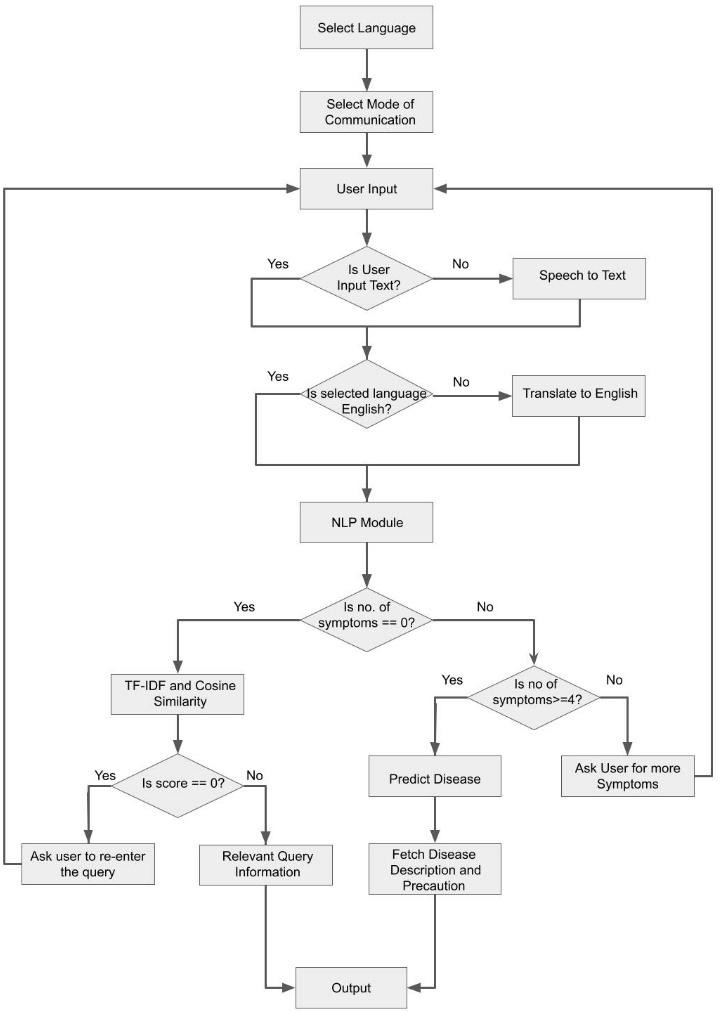 Select Language
Select Mode of
Communication
User Input
Yes
Is User
Input Text?
No
Speech to Text
Yes
Is selected language
English?
No
Translate to English
NLP Module
Yes
Is no. of
symptoms == 0?
No
TF-IDF and Cosine
Similarity
Yes
Is no of
symptoms>=4?
No
Yes
Is score == 0?
No
Predict Disease
Ask User for more
Symptoms
Ask user to re-enter
the query
Relevant Query
Information
Fetch Disease
Description and
Precaution
Output